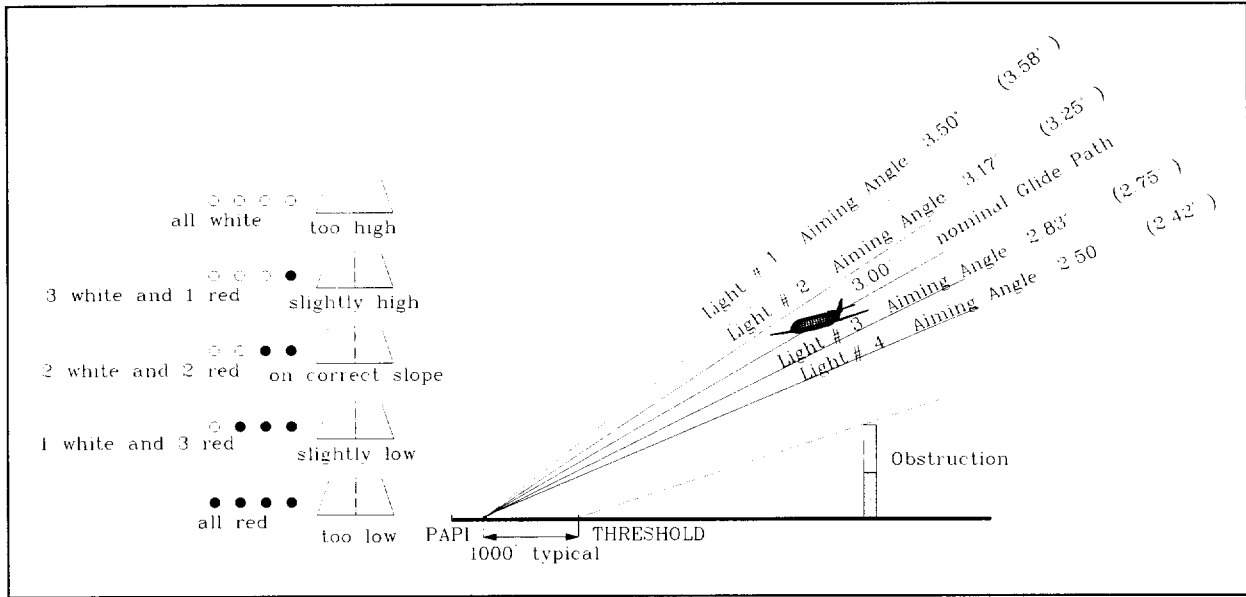 all white
too high
3 white and 1 red
slightly high
2 white and 2 red
on correct slope
1 white and 3 red
slightly low
all red
too low
Light # 1 Aiming Angle 3.50° (3.58°)
Light # 2 Aiming Angle 3.17° (3.25°)
3.00° nominal Glide Path
Light # 3 Aiming Angle 2.83° (2.75°)
Light # 4 Aiming Angle 2.50 (2.42°)
Obstruction
PAPI
THRESHOLD
1000' typical